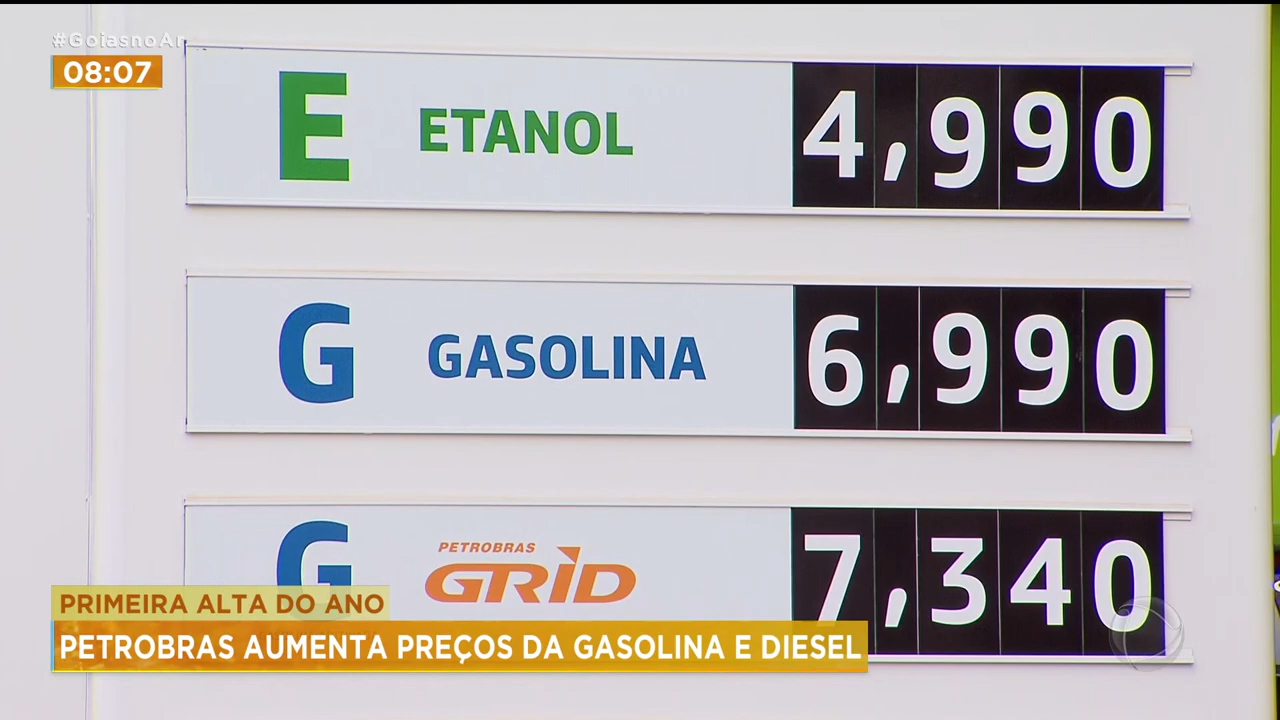 #GoiasnoAr
08:07
E ETANOL 4,990
G GASOLINA 6,990
G PETROBRAS GRID 7,340
PRIMEIRA ALTA DO ANO
PETROBRAS AUMENTA PREÇOS DA GASOLINA E DIESEL